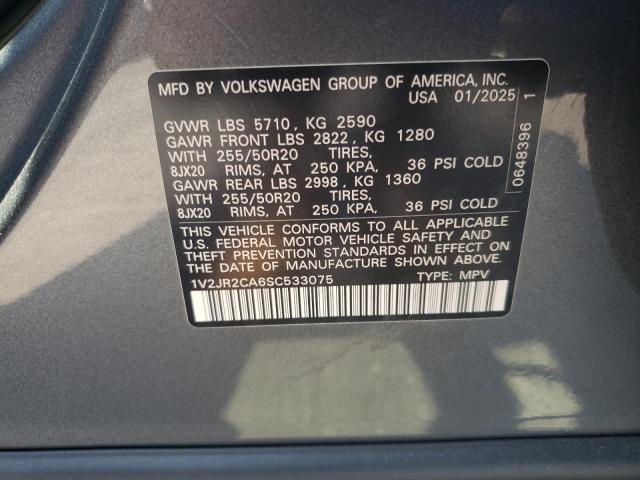 MFD BY VOLKSWAGEN GROUP OF AMERICA, INC.
USA 01/2025
GVWR LBS 5710, KG 2590
GAWR FRONT LBS 2822, KG 1280
WITH 255/50R20 TIRES,
8JX20 RIMS, AT 250 KPA, 36 PSI COLD
GAWR REAR LBS 2998, KG 1360
WITH 255/50R20 TIRES,
8JX20 RIMS, AT 250 KPA, 36 PSI COLD
THIS VEHICLE CONFORMS TO ALL APPLICABLE
U.S. FEDERAL MOTOR VEHICLE SAFETY AND
THEFT PREVENTION STANDARDS IN EFFECT ON
THE DATE OF MANUFACTURE SHOWN ABOVE.
1V2JR2CA6SC533075 TYPE: MPV
0648396 1